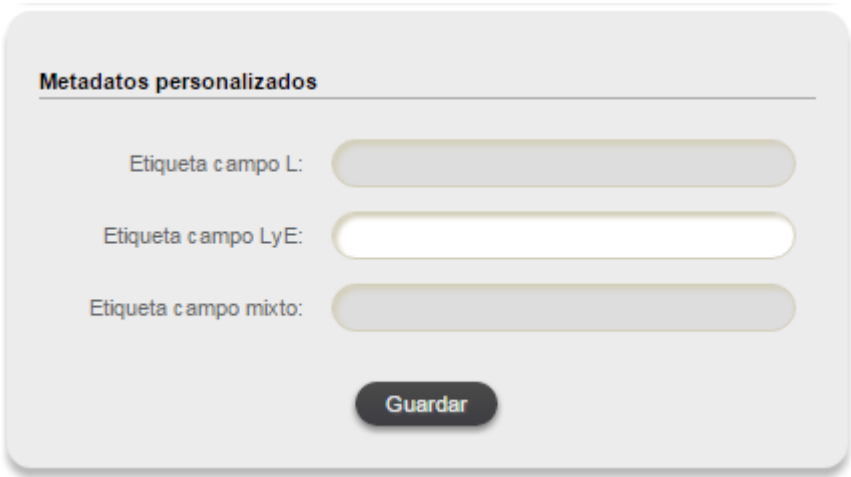 Metadatos personalizados
Etiqueta campo L:
Etiqueta campo LyE:
Etiqueta campo mixto:
Guardar